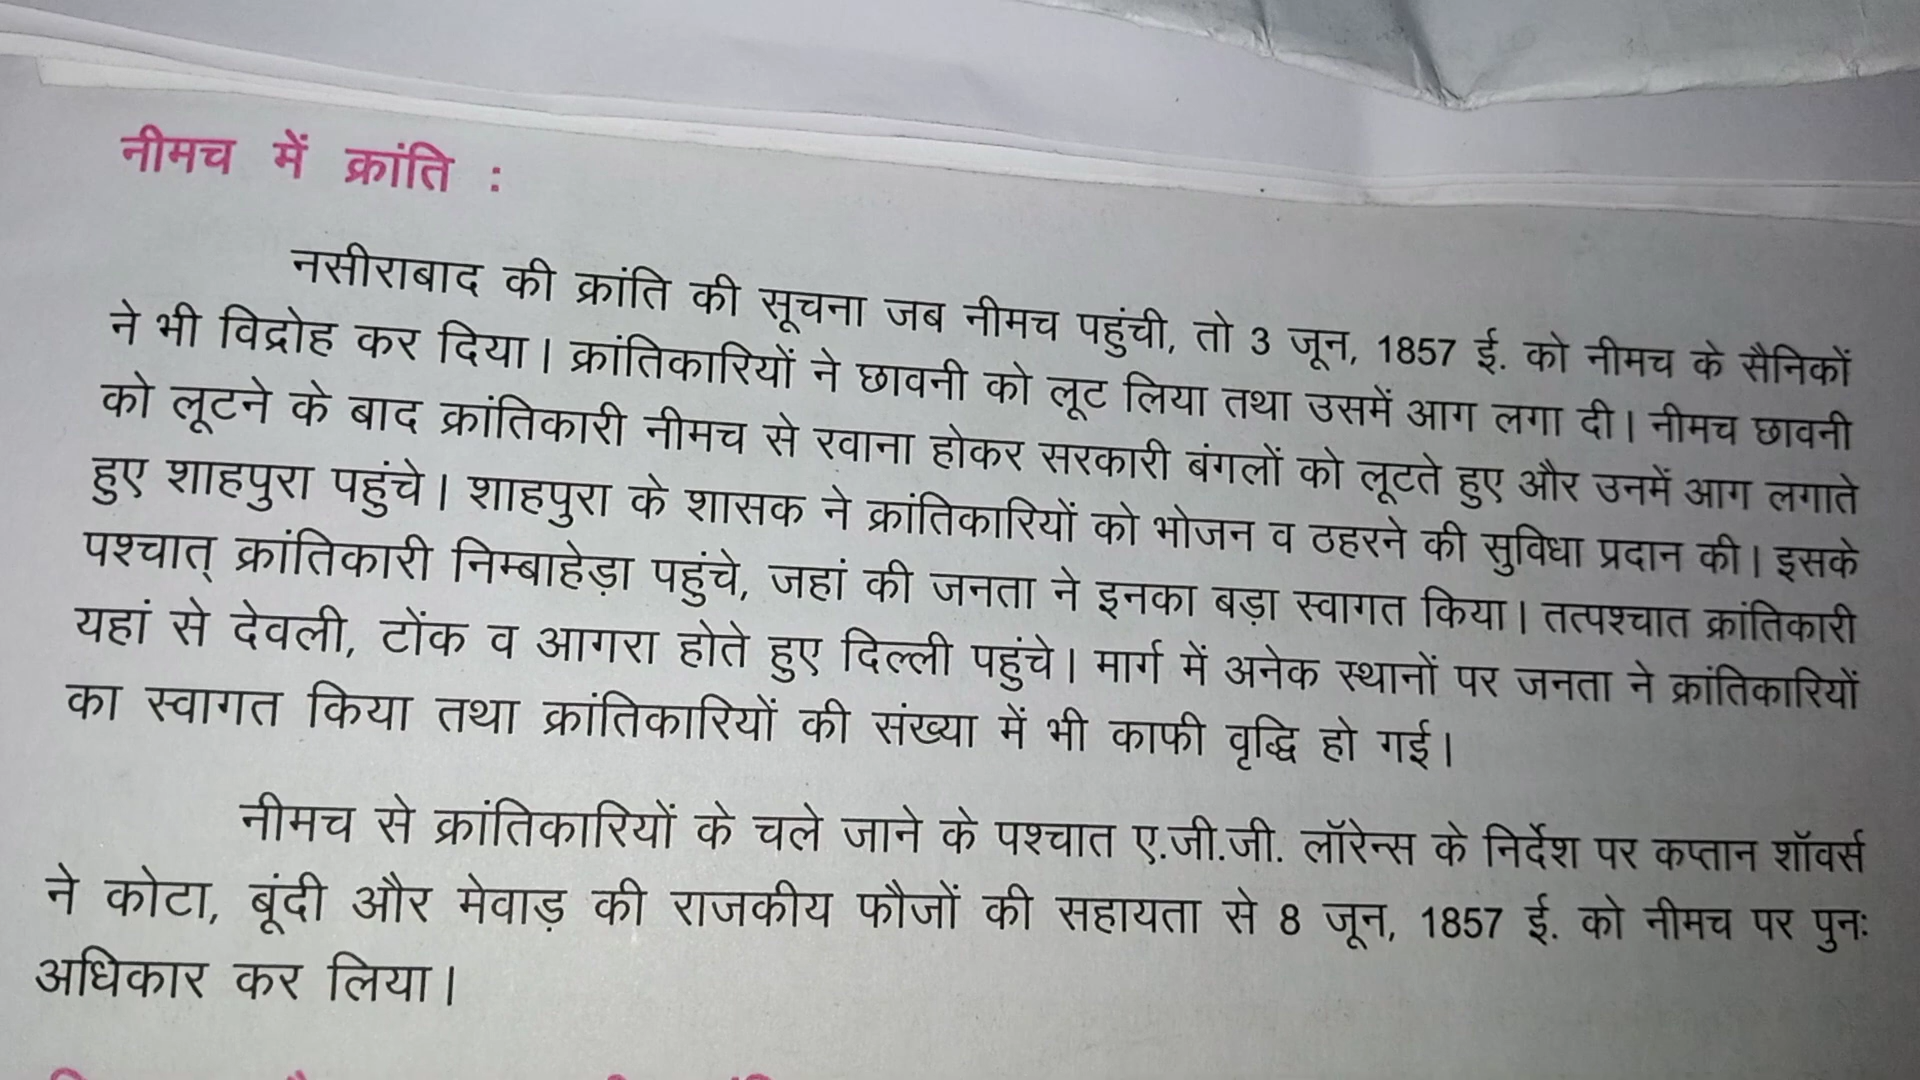 नीमच में क्रांति :
नसीराबाद की क्रांति की सूचना जब नीमच पहुंची, तो 3 जून, 1857 ई. को नीमच के सैनिकों
ने भी विद्रोह कर दिया। क्रांतिकारियों ने छावनी को लूट लिया तथा उसमें आग लगा दी। नीमच छावनी
को लूटने के बाद क्रांतिकारी नीमच से रवाना होकर सरकारी बंगलों को लूटते हुए और उनमें आग लगाते
हुए शाहपुरा पहुंचे। शाहपुरा के शासक ने क्रांतिकारियों को भोजन व ठहरने की सुविधा प्रदान की। इसके
पश्चात् क्रांतिकारी निम्बाहेड़ा पहुंचे, जहां की जनता ने इनका बड़ा स्वागत किया। तत्पश्चात क्रांतिकारी
यहां से देवली, टोंक व आगरा होते हुए दिल्ली पहुंचे। मार्ग में अनेक स्थानों पर जनता ने क्रांतिकारियों
का स्वागत किया तथा क्रांतिकारियों की संख्या में भी काफी वृद्धि हो गई।
नीमच से क्रांतिकारियों के चले जाने के पश्चात ए.जी.जी. लॉरेन्स के निर्देश पर कप्तान शॉवर्स
ने कोटा, बूंदी और मेवाड़ की राजकीय फौजों की सहायता से 8 जून, 1857 ई. को नीमच पर पुनः
अधिकार कर लिया।